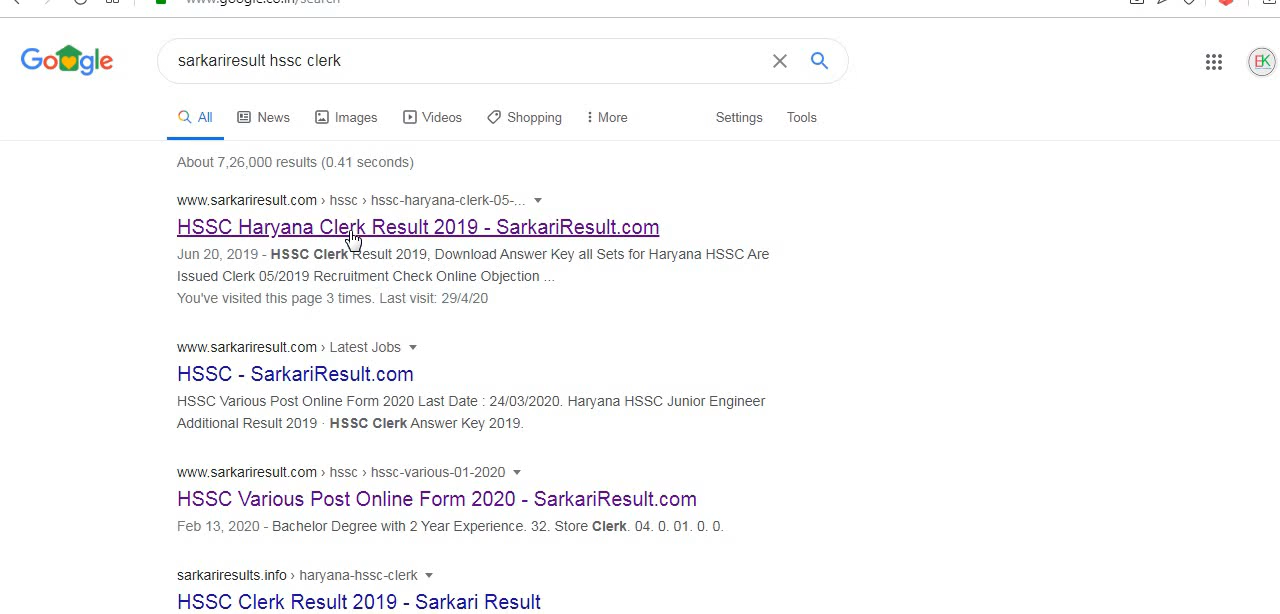 www.google.co.in/search
Google
sarkariresult hssc clerk
EK
All News Images Videos Shopping More Settings Tools
About 7,26,000 results (0.41 seconds)
www.sarkariresult.com › hssc › hssc-haryana-clerk-05-...
HSSC Haryana Clerk Result 2019 - SarkariResult.com
Jun 20, 2019 - HSSC Clerk Result 2019, Download Answer Key all Sets for Haryana HSSC Are
Issued Clerk 05/2019 Recruitment Check Online Objection ...
You've visited this page 3 times. Last visit: 29/4/20
www.sarkariresult.com › Latest Jobs
HSSC - SarkariResult.com
HSSC Various Post Online Form 2020 Last Date : 24/03/2020. Haryana HSSC Junior Engineer
Additional Result 2019 · HSSC Clerk Answer Key 2019.
www.sarkariresult.com › hssc › hssc-various-01-2020
HSSC Various Post Online Form 2020 - SarkariResult.com
Feb 13, 2020 - Bachelor Degree with 2 Year Experience. 32. Store Clerk. 04. 0. 01. 0. 0.
sarkariresults.info › haryana-hssc-clerk
HSSC Clerk Result 2019 - Sarkari Result